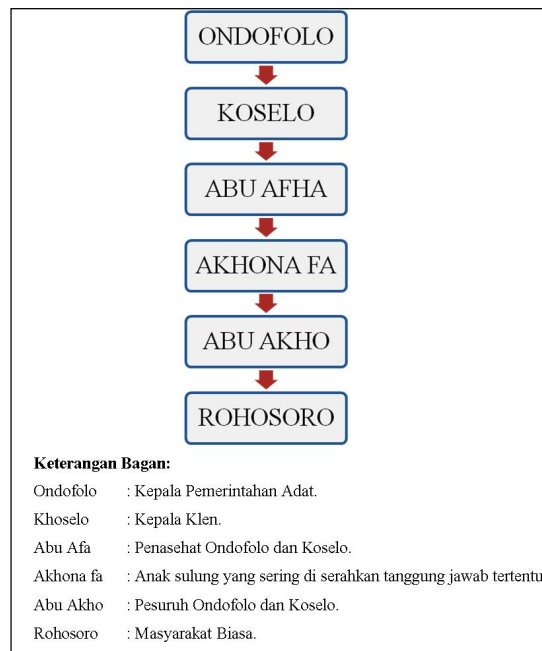 ONDOFOLO
KOSELO
ABU AFHA
AKHONA FA
ABU AKHO
ROHOSORO
Keterangan Bagan:
Ondofolo : Kepala Pemerintahan Adat.
Khoselo : Kepala Klen.
Abu Afa : Penasehat Ondofolo dan Koselo.
Akhona fa : Anak sulung yang sering di serahkan tanggung jawab tertentu
Abu Akho : Pesuruh Ondofolo dan Koselo.
Rohosoro : Masyarakat Biasa.